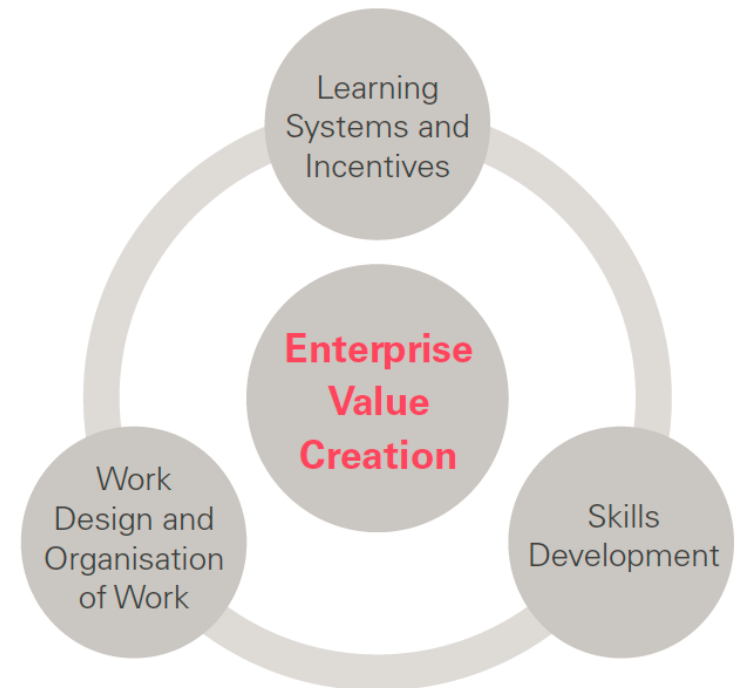 Learning
Systems and
Incentives
Enterprise
Value
Creation
Work
Design and
Organisation
of Work
Skills
Development